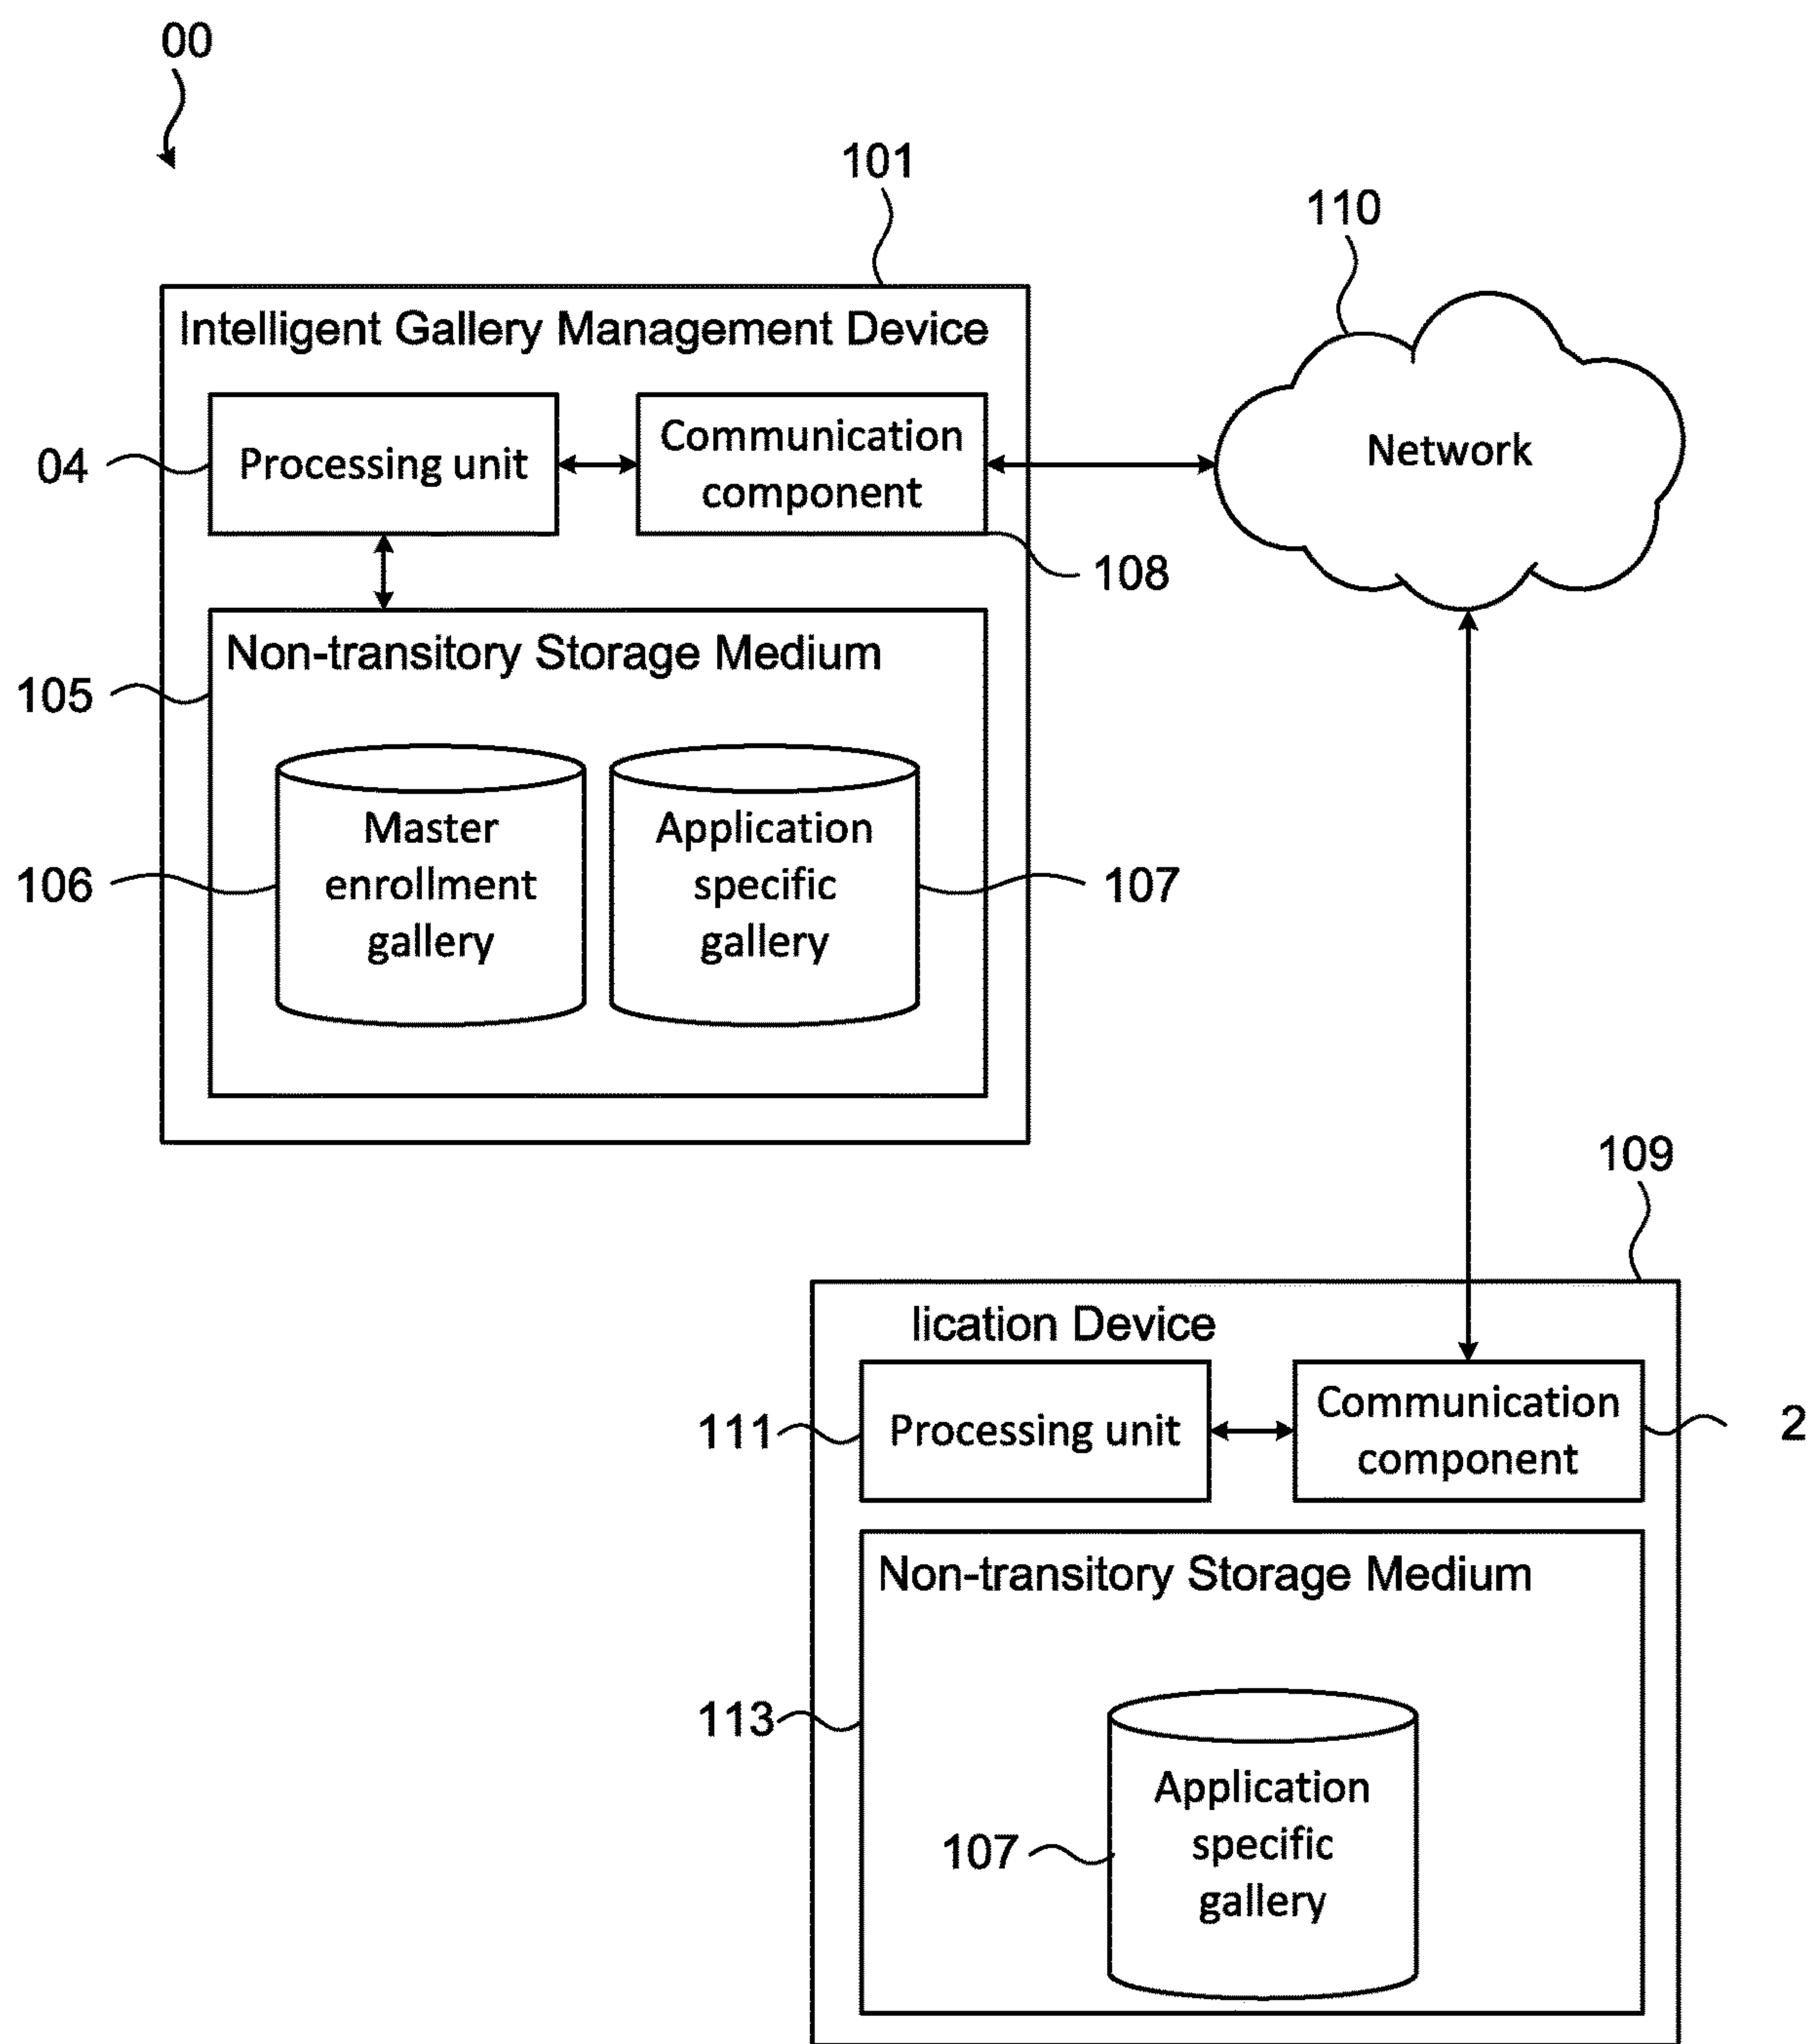 00
101
110
Intelligent Gallery Management Device
Processing unit
Communication
component
04
Network
108
Non-transitory Storage Medium
105
Master
enrollment
gallery
Application
specific
gallery
106
107
109
lication Device
111
Processing unit
Communication
component
2
Non-transitory Storage Medium
113
Application
specific
gallery
107